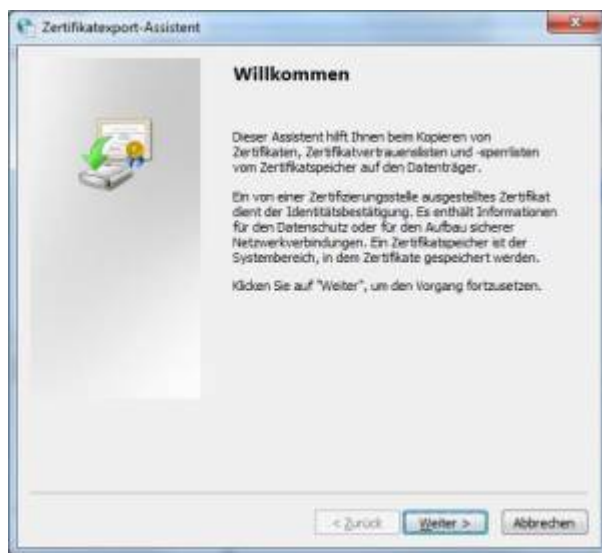 Zertifikatexport-Assistent
Willkommen
Dieser Assistent hilft Ihnen beim Kopieren von
Zertifikaten, Zertifikatvertrauenslisten und -sperrlisten
vom Zertifikatspeicher auf den Datenträger.
Ein von einer Zertifizierungsstelle ausgestelltes Zertifikat
dient der Identitätsbestätigung. Es enthält Informationen
für den Datenschutz oder für den Aufbau sicherer
Netzwerkverbindungen. Ein Zertifikatspeicher ist der
Systembereich, in dem Zertifikate gespeichert werden.
Klicken Sie auf "Weiter", um den Vorgang fortzusetzen.
< Zurück Weiter > Abbrechen